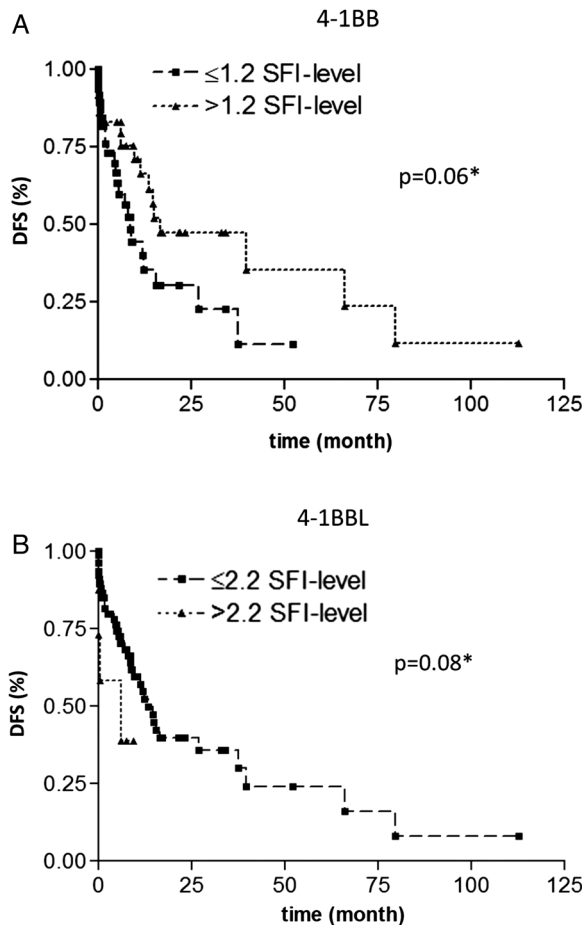 A
4-1BB
1.00
0.75
0.50
0.25
0.00
DFS (%)
≤1.2 SFI-level
>1.2 SFI-level
p=0.06*
0
25
50
75
100
125
time (month)
B
4-1BBL
1.00
0.75
0.50
0.25
0.00
DFS (%)
≤2.2 SFI-level
>2.2 SFI-level
p=0.08*
0
25
50
75
100
125
time (month)